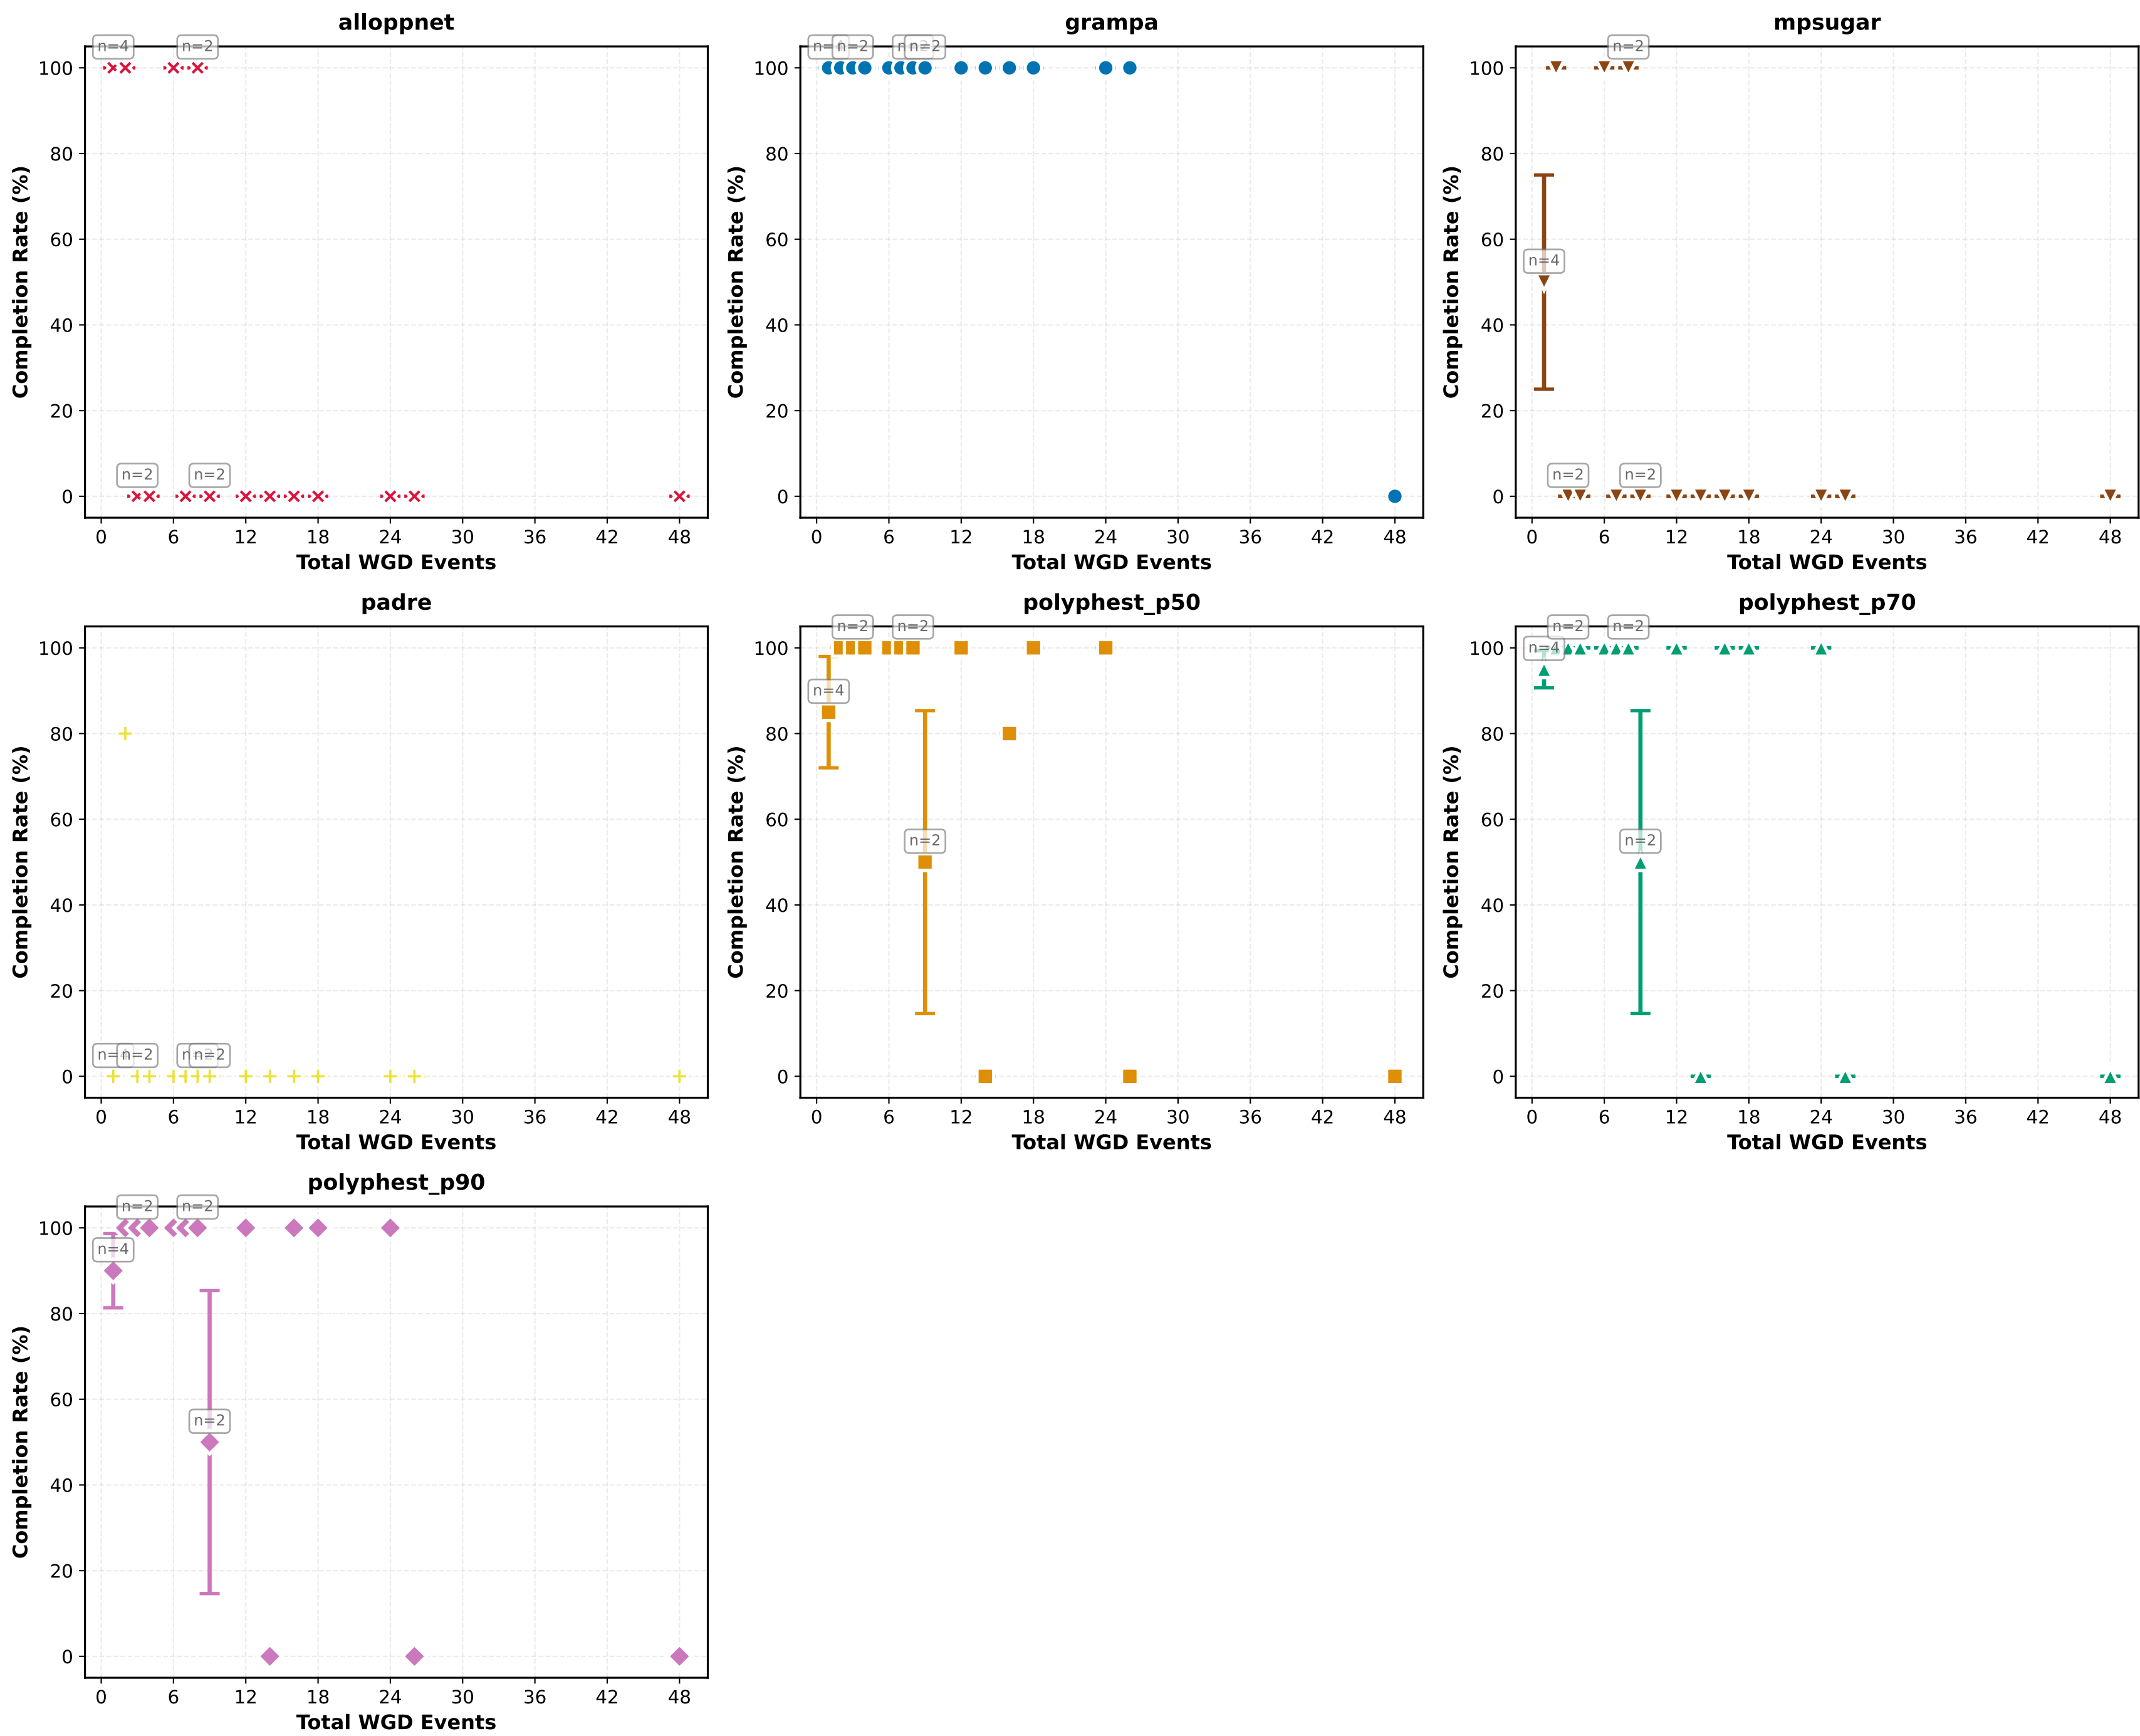 alloppnet
n=4
n=2
Completion Rate (%)
100
80
60
40
20
0
n=2
n=2
0 6 12 18 24 30 36 42 48
Total WGD Events
grampa
n=2
n=2
Completion Rate (%)
100
80
60
40
20
0
0 6 12 18 24 30 36 42 48
Total WGD Events
mpsugar
n=2
Completion Rate (%)
100
80
60
40
20
0
n=4
n=2
n=2
0 6 12 18 24 30 36 42 48
Total WGD Events
padre
Completion Rate (%)
100
80
60
40
20
0
n=2
n=2
0 6 12 18 24 30 36 42 48
Total WGD Events
polyphest_p50
n=2
n=2
Completion Rate (%)
100
80
60
40
20
0
n=4
n=2
0 6 12 18 24 30 36 42 48
Total WGD Events
polyphest_p70
n=2
n=2
n=4
Completion Rate (%)
100
80
60
40
20
0
n=2
0 6 12 18 24 30 36 42 48
Total WGD Events
polyphest_p90
n=2
n=2
n=4
Completion Rate (%)
100
80
60
40
20
0
n=2
0 6 12 18 24 30 36 42 48
Total WGD Events